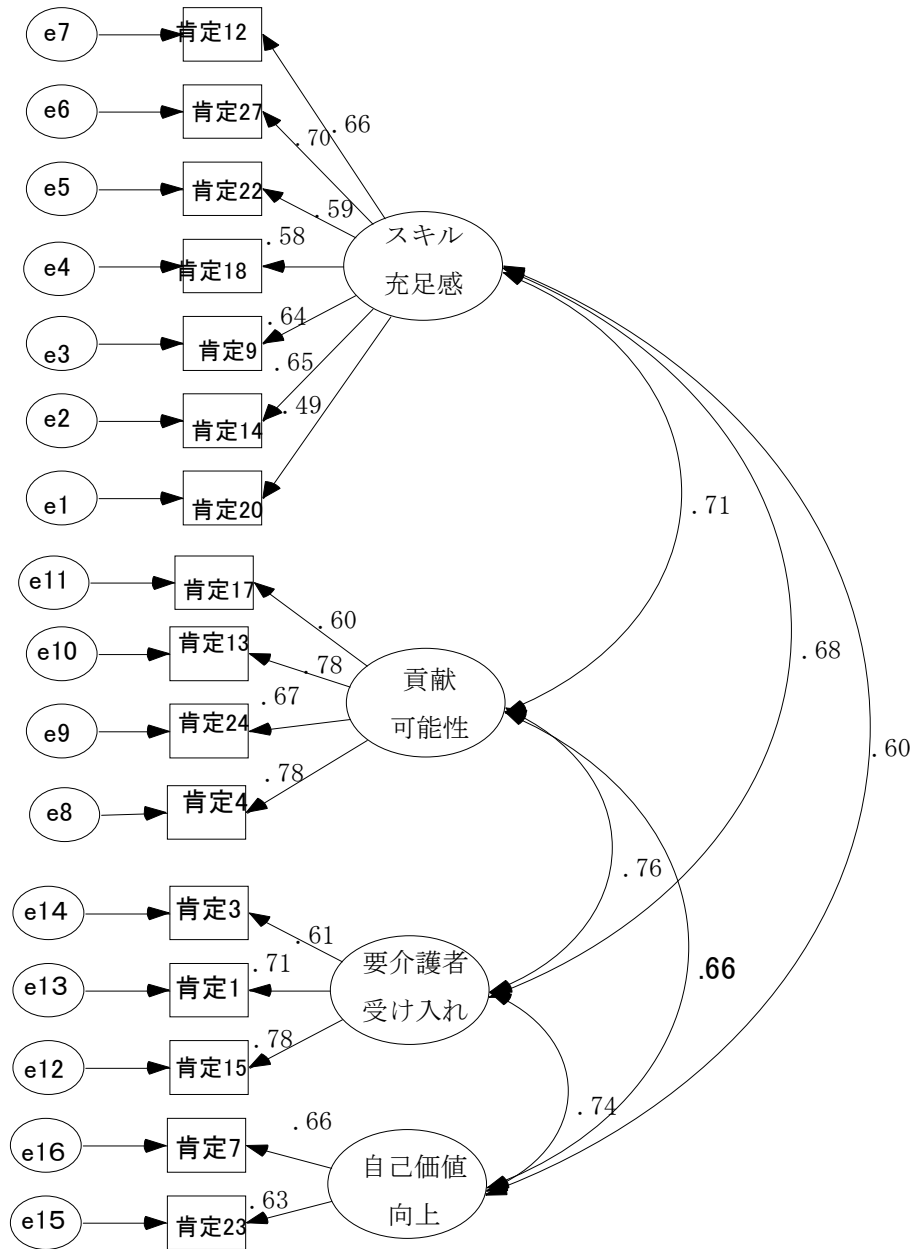 e7
肯定12
e6
肯定27
.70
.66
e5
肯定22
.59
スキル
充足感
e4
肯定18
.58
e3
肯定9
.64
e2
肯定14
.65
e1
肯定20
.49
.71
e11
肯定17
.60
e10
肯定13
.78
貢献
可能性
.68
e9
肯定24
.67
e8
肯定4
.78
.60
.76
e14
肯定3
.61
要介護者
受け入れ
.66
e13
肯定1
.71
e12
肯定15
.78
.74
e16
肯定7
.66
自己価値
向上
e15
肯定23
.63